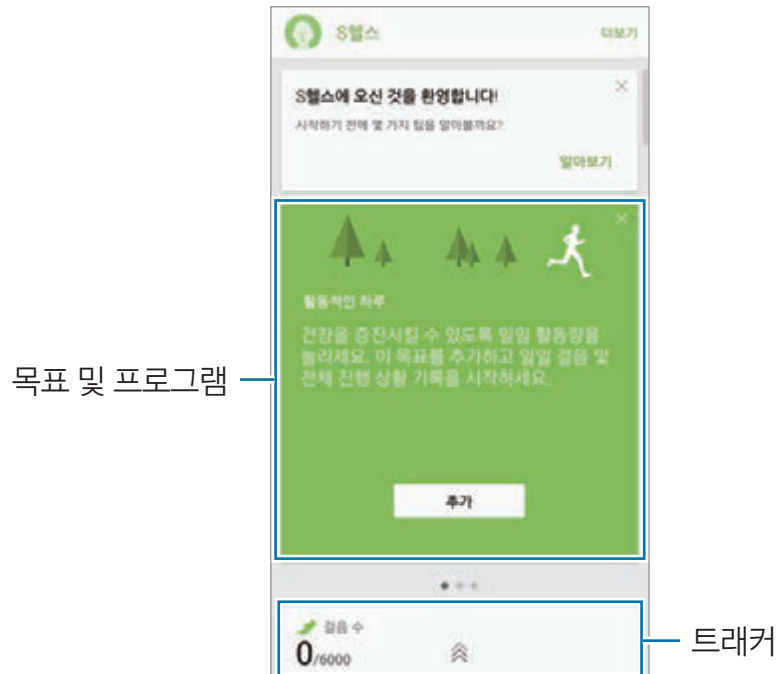 S헬스
더보기
S헬스에 오신 것을 환영합니다!
시작하기 전에 몇 가지 팁을 알아볼까요?
알아보기
활동적인 하루
건강을 증진시킬 수 있도록 일일 활동량을
늘리세요. 이 목표를 추가하고 일일 걸음 및
전체 진행 상황 기록을 시작하세요.
목표 및 프로그램
추가
걸음 수
0/6000
트래커